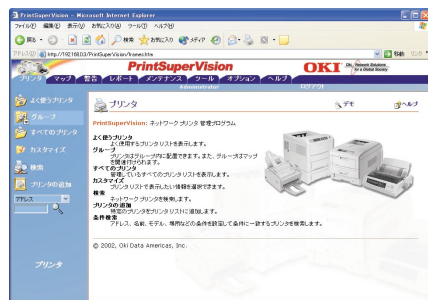 PrintSuperVision - Microsoft Internet Explorer
ファイル(F) 編集(E) 表示(V) お気に入り(A) ツール(T) ヘルプ(H)
戻る 検索 お気に入り メディア
アドレス(D) http://192.168.0.3/PrintSuperVision/frames.htm 移動 リンク
PrintSuperVision
OKI Network Solutions for a Global Society
プリンタ マップ 警告 レポート メンテナンス ツール オプション ヘルプ
Administrator ログアウト
よく使うプリンタ
グループ
すべてのプリンタ
カスタマイズ
検索
プリンタの追加
アドレス
プリンタ
プリンタ デモ ヘルプ
PrintSuperVision: ネットワーク プリンタ 管理プログラム
よく使うプリンタ
よく使用するプリンタ リストを表示します。
グループ
プリンタはグループ内に配置できます。また、グループはマップを関連付けられます。
すべてのプリンタ
管理しているすべてのプリンタ リストを表示します。
カスタマイズ
プリンタ リストで表示したい情報を選択できます。
検索
ネットワーク プリンタを検索します。
プリンタの追加
特定のプリンタをプリンタ リストに追加します。
条件検索
アドレス、名前、モデル、場所などの条件を設定して条件に一致するプリンタを検索します。
© 2002, Oki Data Americas, Inc.